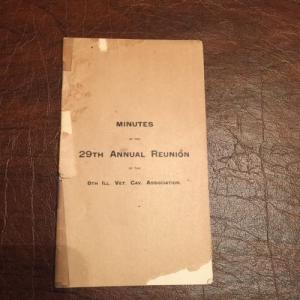 MINUTES
OF THE
29TH ANNUAL REUNION
OF THE
8TH ILL. VET. CAV. ASSOCIATION.